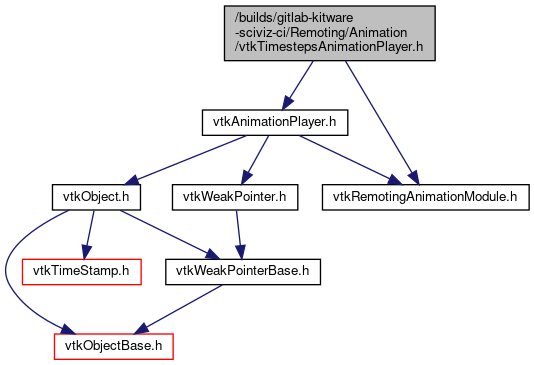 /builds/gitlab-kitware
-sciviz-ci/Remoting/Animation
/vtkTimestepsAnimationPlayer.h
vtkAnimationPlayer.h
vtkObject.h
vtkWeakPointer.h
vtkRemotingAnimationModule.h
vtkTimeStamp.h
vtkWeakPointerBase.h
vtkObjectBase.h